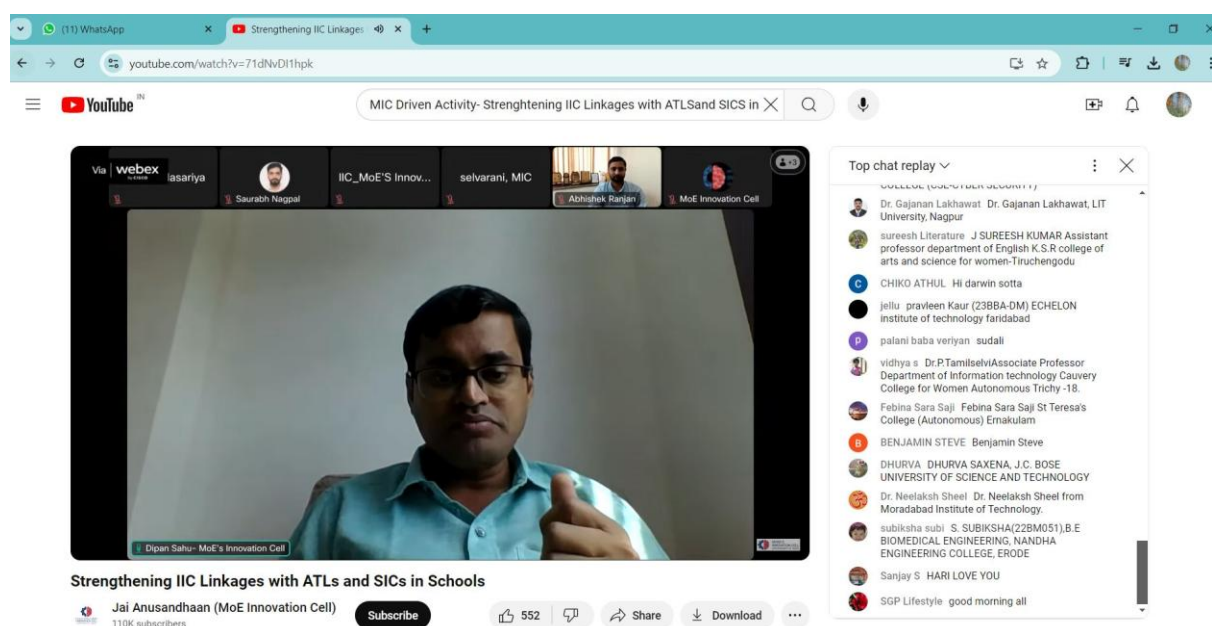 (11) WhatsApp
Strengthening IIC Linkages
youtube.com/watch?v=71dNvDI1hpk
YouTube IN
MIC Driven Activity- Strenghtening IIC Linkages with ATLSand SICS in
Via webex
lasariya
Saurabh Nagpal
IIC_MoE'S Innov...
selvarani, MIC
Abhishek Ranjan
MoE Innovation Cell
+3
Dipan Sahu- MoE's Innovation Cell
Strengthening IIC Linkages with ATLs and SICs in Schools
Jai Anusandhaan (MoE Innovation Cell)
110K subscribers
Subscribe
552
Share
Download
Top chat replay
COLLEGE (CSE-CYBER SECURITY)
Dr. Gajanan Lakhawat Dr. Gajanan Lakhawat, LIT
University, Nagpur
sureesh Literature J SUREESH KUMAR Assistant
professor department of English K.S.R college of
arts and science for women-Tiruchengodu
C CHIKO ATHUL Hi darwin sotta
jellu pravleen Kaur (23BBA-DM) ECHELON
institute of technology faridabad
P palani baba veriyan sudali
vidhya s Dr.P.TamilselviAssociate Professor
Department of Information technology Cauvery
College for Women Autonomous Trichy -18.
Febina Sara Saji Febina Sara Saji St Teresa's
College (Autonomous) Ernakulam
B BENJAMIN STEVE Benjamin Steve
DHURVA DHURVA SAXENA, J.C. BOSE
UNIVERSITY OF SCIENCE AND TECHNOLOGY
Dr. Neelaksh Sheel Dr. Neelaksh Sheel from
Moradabad Institute of Technology.
subiksha subi S. SUBIKSHA(22BM051),B.E
BIOMEDICAL ENGINEERING, NANDHA
ENGINEERING COLLEGE, ERODE
Sanjay S HARI LOVE YOU
SGP Lifestyle good morning all